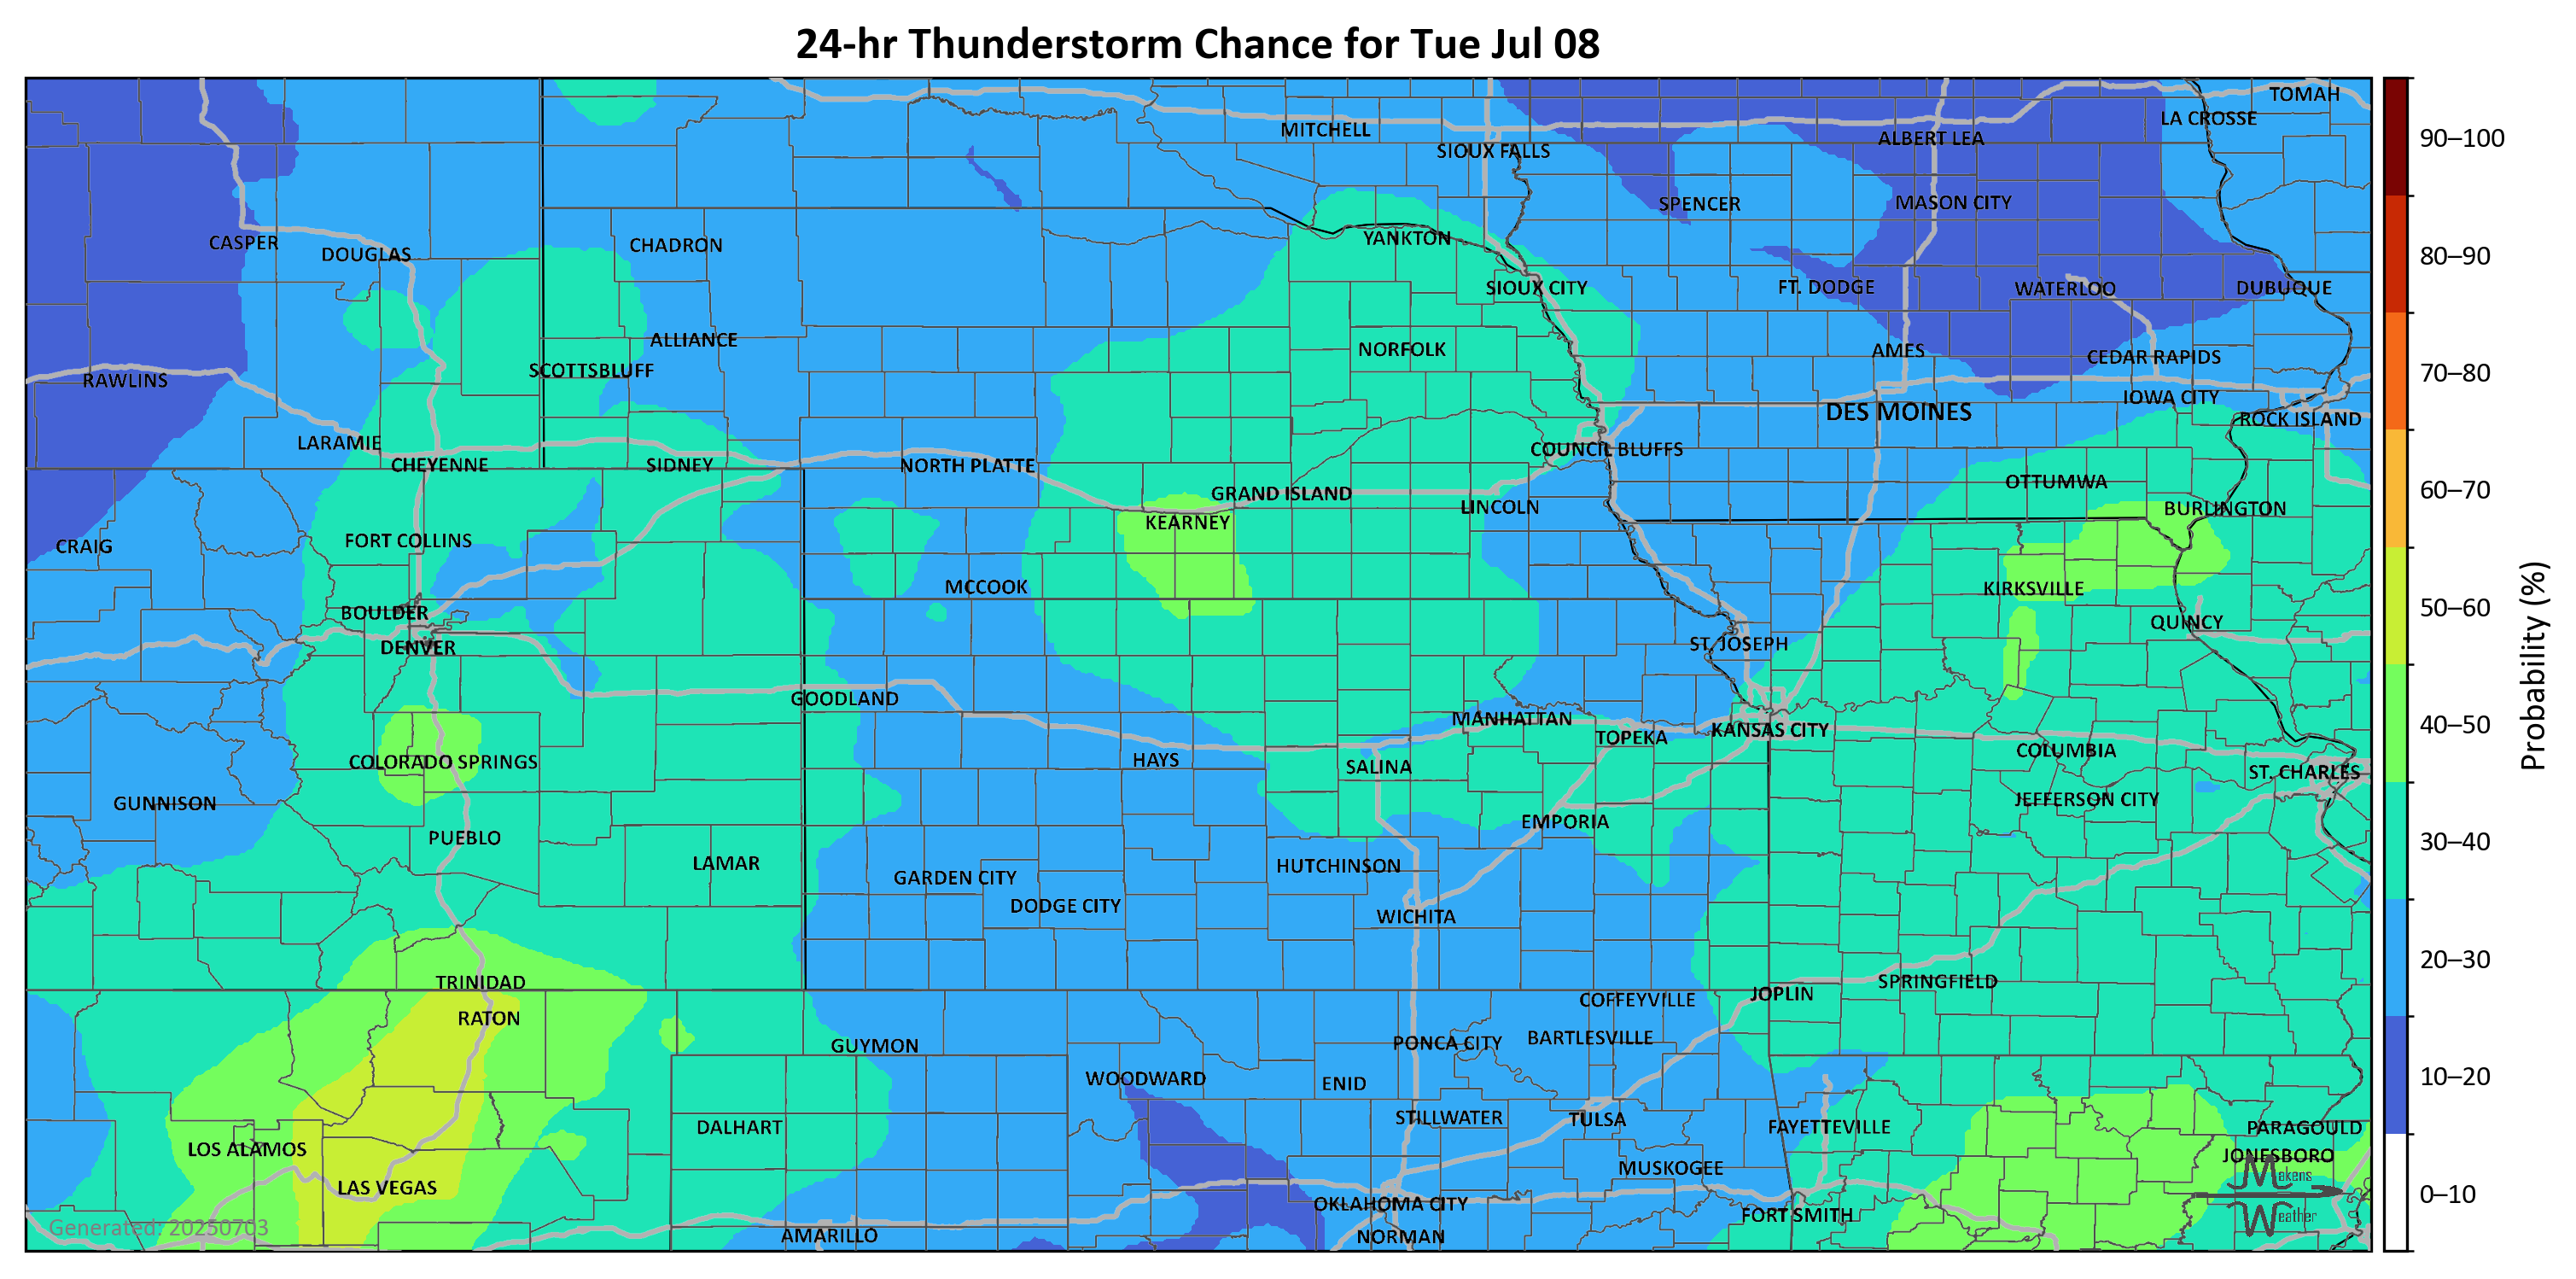 24-hr Thunderstorm Chance for Tue Jul 08
TOMAH
LA CROSSE
MITCHELL
ALBERT LEA
SIOUX FALLS
SPENCER
MASON CITY
CASPER
DOUGLAS
CHADRON
YANKTON
SIOUX CITY
FT. DODGE
WATERLOO
DUBUQUE
ALLIANCE
NORFOLK
AMES
CEDAR RAPIDS
RAWLINS
SCOTTSBLUFF
IOWA CITY
DES MOINES
ROCK ISLAND
LARAMIE
CHEYENNE
SIDNEY
NORTH PLATTE
COUNCIL BLUFFS
GRAND ISLAND
LINCOLN
OTTUMWA
BURLINGTON
KEARNEY
CRAIG
FORT COLLINS
MCCOOK
KIRKSVILLE
BOULDER
QUINCY
DENVER
ST. JOSEPH
GOODLAND
MANHATTAN
TOPEKA
KANSAS CITY
COLORADO SPRINGS
HAYS
SALINA
COLUMBIA
ST. CHARLES
GUNNISON
JEFFERSON CITY
PUEBLO
EMPORIA
LAMAR
GARDEN CITY
HUTCHINSON
DODGE CITY
WICHITA
TRINIDAD
SPRINGFIELD
COFFEYVILLE
JOPLIN
RATON
GUYMON
PONCA CITY
BARTLESVILLE
WOODWARD
ENID
DALHART
STILLWATER
TULSA
FAYETTEVILLE
PARAGOULD
LOS ALAMOS
JONESBORO
MUSKOGEE
LAS VEGAS
OKLAHOMA CITY
FORT SMITH
AMARILLO
NORMAN
Generated: 20250703
Makens
Weather
90–100
80–90
70–80
60–70
50–60
40–50
30–40
20–30
10–20
0–10
Probability (%)